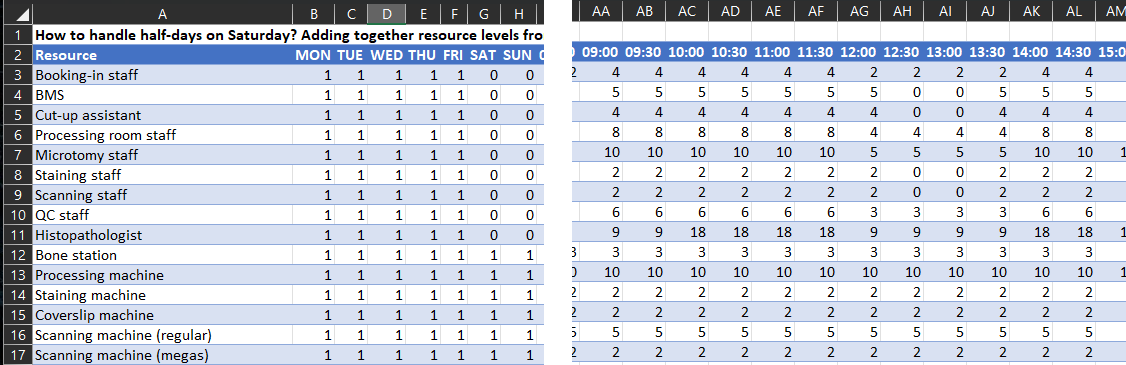 A B C D E F G H
1 How to handle half-days on Saturday? Adding together resource levels fro
2 Resource MON TUE WED THU FRI SAT SUN
3 Booking-in staff 1 1 1 1 1 0 0
4 BMS 1 1 1 1 1 0 0
5 Cut-up assistant 1 1 1 1 1 0 0
6 Processing room staff 1 1 1 1 1 0 0
7 Microtomy staff 1 1 1 1 1 0 0
8 Staining staff 1 1 1 1 1 0 0
9 Scanning staff 1 1 1 1 1 0 0
10 QC staff 1 1 1 1 1 0 0
11 Histopathologist 1 1 1 1 1 0 0
12 Bone station 1 1 1 1 1 1 1
13 Processing machine 1 1 1 1 1 1 1
14 Staining machine 1 1 1 1 1 1 1
15 Coverslip machine 1 1 1 1 1 1 1
16 Scanning machine (regular) 1 1 1 1 1 1 1
17 Scanning machine (megas) 1 1 1 1 1 1 1
AA AB AC AD AE AF AG AH AI AJ AK AL AM
09:00 09:30 10:00 10:30 11:00 11:30 12:00 12:30 13:00 13:30 14:00 14:30 15:0
4 4 4 4 4 4 2 2 2 2 4 4
5 5 5 5 5 5 5 0 0 5 5 5
4 4 4 4 4 4 4 0 0 4 4 4
8 8 8 8 8 8 4 4 4 4 8 8
10 10 10 10 10 10 5 5 5 5 10 10 1
2 2 2 2 2 2 2 0 0 2 2 2
2 2 2 2 2 2 2 0 0 2 2 2
6 6 6 6 6 6 3 3 3 3 6 6
9 9 18 18 18 18 9 9 9 9 18 18 1
3 3 3 3 3 3 3 3 3 3 3 3
10 10 10 10 10 10 10 10 10 10 10 10 1
2 2 2 2 2 2 2 2 2 2 2 2
2 2 2 2 2 2 2 2 2 2 2 2
5 5 5 5 5 5 5 5 5 5 5 5
2 2 2 2 2 2 2 2 2 2 2 2